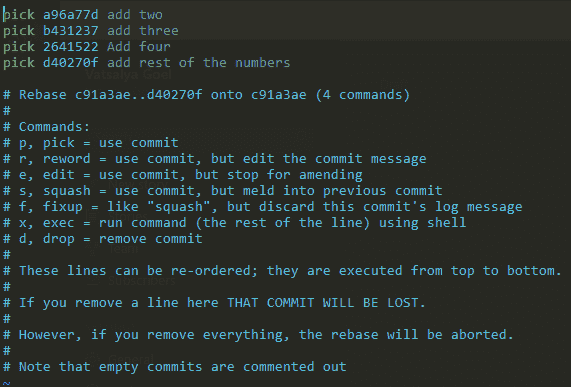 pick a96a77d add two
pick b431237 add three
pick 2641522 Add four
pick d40270f add rest of the numbers

# Rebase c91a3ae..d40270f onto c91a3ae (4 commands)
#
# Commands:
# p, pick = use commit
# r, reword = use commit, but edit the commit message
# e, edit = use commit, but stop for amending
# s, squash = use commit, but meld into previous commit
# f, fixup = like "squash", but discard this commit's log message
# x, exec = run command (the rest of the line) using shell
# d, drop = remove commit
#
# These lines can be re-ordered; they are executed from top to bottom.
#
# If you remove a line here THAT COMMIT WILL BE LOST.
#
# However, if you remove everything, the rebase will be aborted.
#
# Note that empty commits are commented out
~